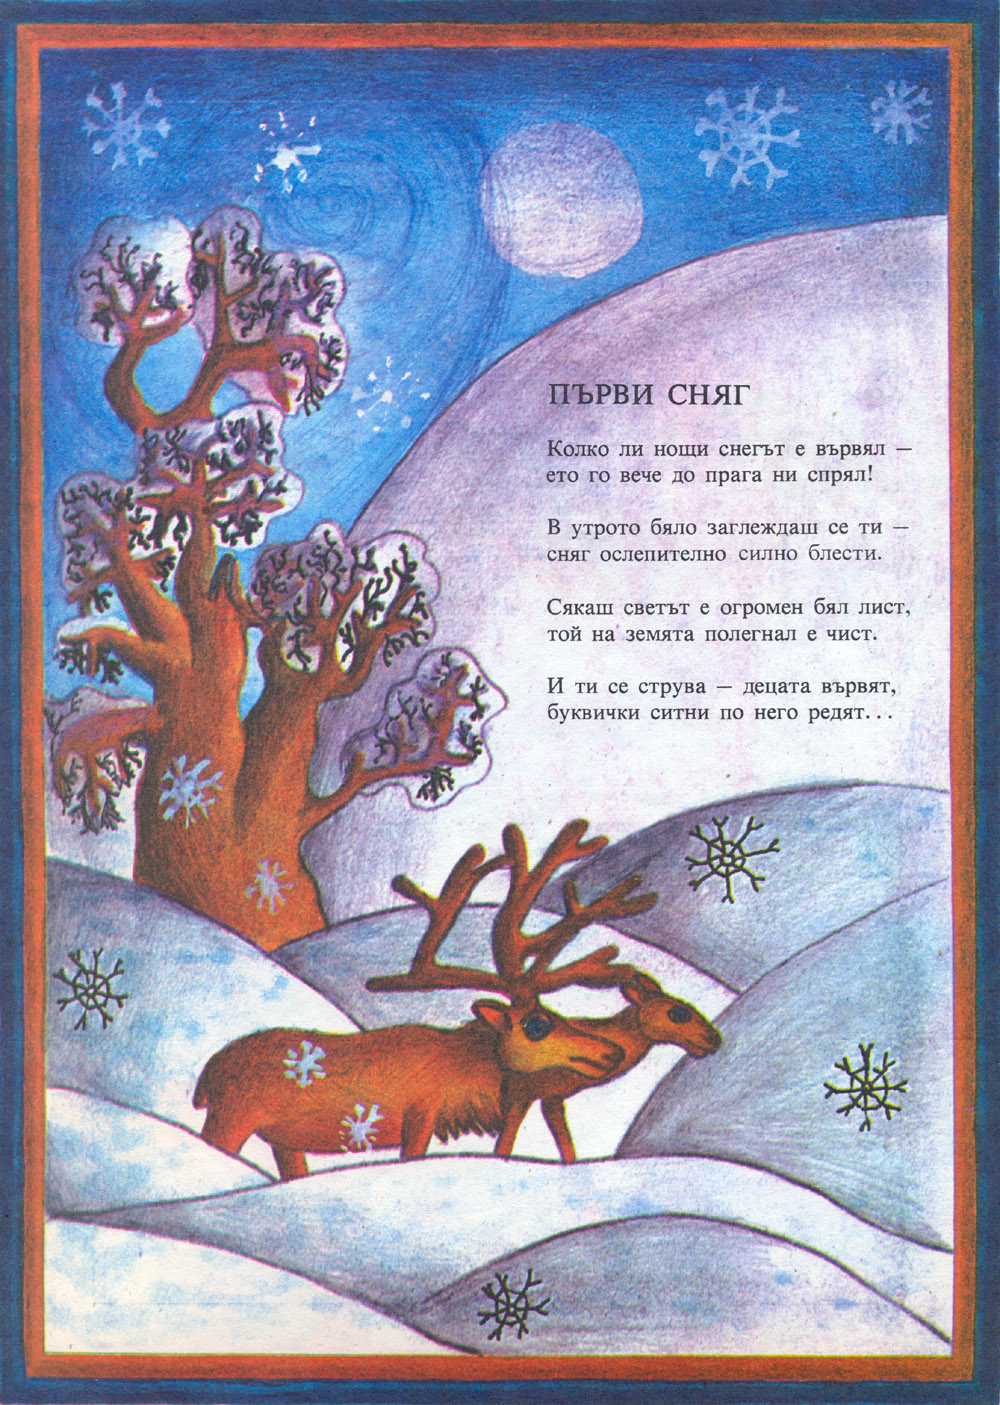 ПЪРВИ СНЯГ
Колко ли нощи снегът е вървял —
ето го вече до прага ни спрял!
В утрото бяло заглеждаш се ти —
сняг ослепително силно блести.
Сякаш светът е огромен бял лист,
той на земята полегнал е чист.
И ти се струва — децата вървят,
буквички ситни по него редят...